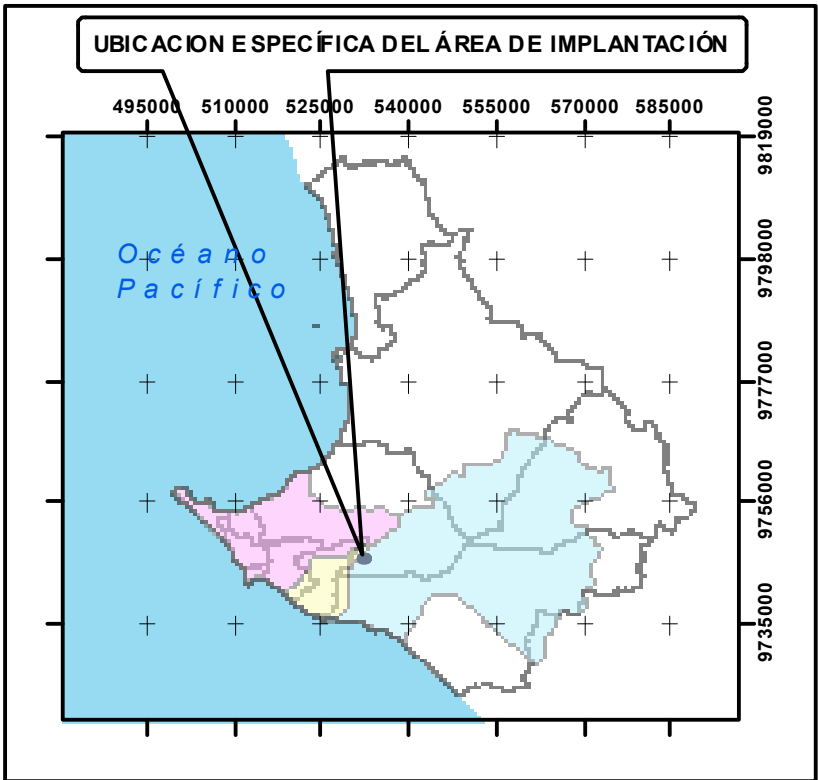 UBICACION ESPECÍFICA DEL ÁREA DE IMPLANTACIÓN
495000 510000 525000 540000 555000 570000 585000
9819000
Océano
Pacífico
9798000
9777000
9756000
9735000